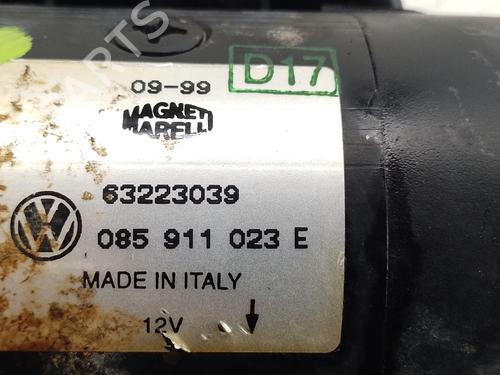 D17
09-99
MAGNETI
MARELLI
63223039
085 911 023 E
MADE IN ITALY
12V